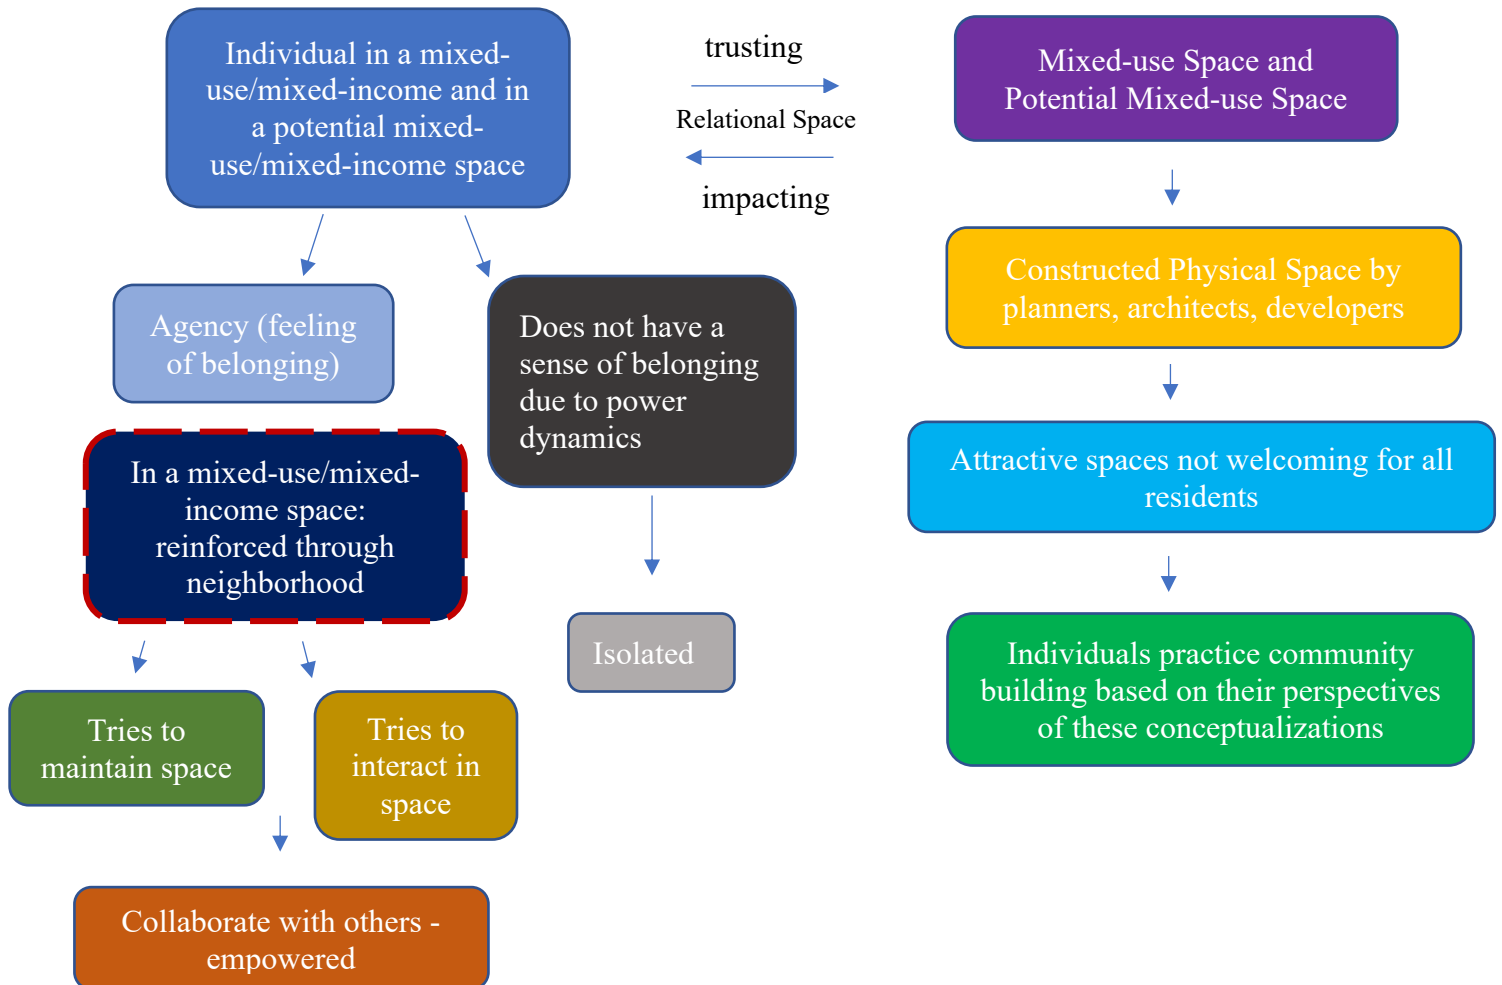 Individual in a mixed-
use/mixed-income and in
a potential mixed-
use/mixed-income space
trusting
Relational Space
impacting
Mixed-use Space and
Potential Mixed-use Space
Constructed Physical Space by
planners, architects, developers
Agency (feeling
of belonging)
Does not have a
sense of belonging
due to power
dynamics
In a mixed-use/mixed-
income space:
reinforced through
neighborhood
Attractive spaces not welcoming for all
residents
Isolated
Individuals practice community
building based on their perspectives
of these conceptualizations
Tries to
maintain space
Tries to
interact in
space
Collaborate with others -
empowered